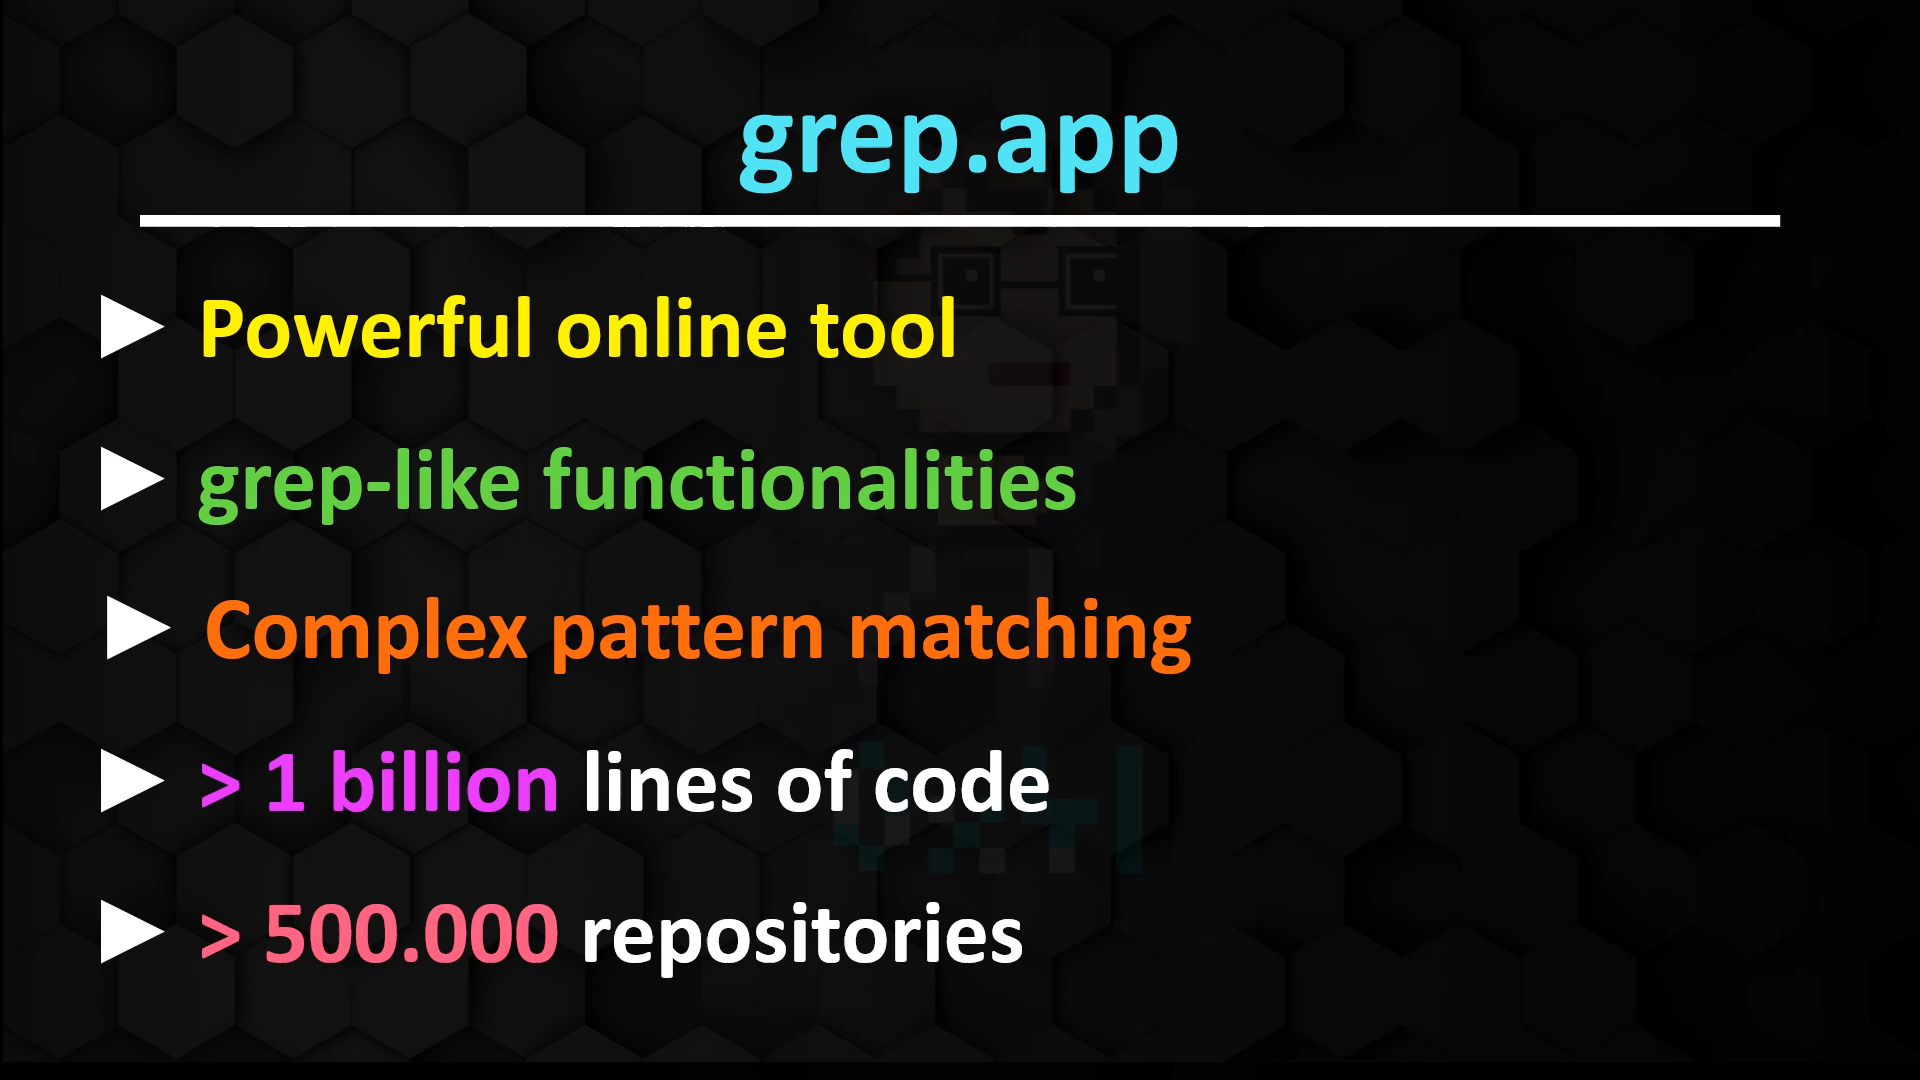 grep.app
► Powerful online tool
► grep-like functionalities
► Complex pattern matching
► > 1 billion lines of code
► > 500.000 repositories